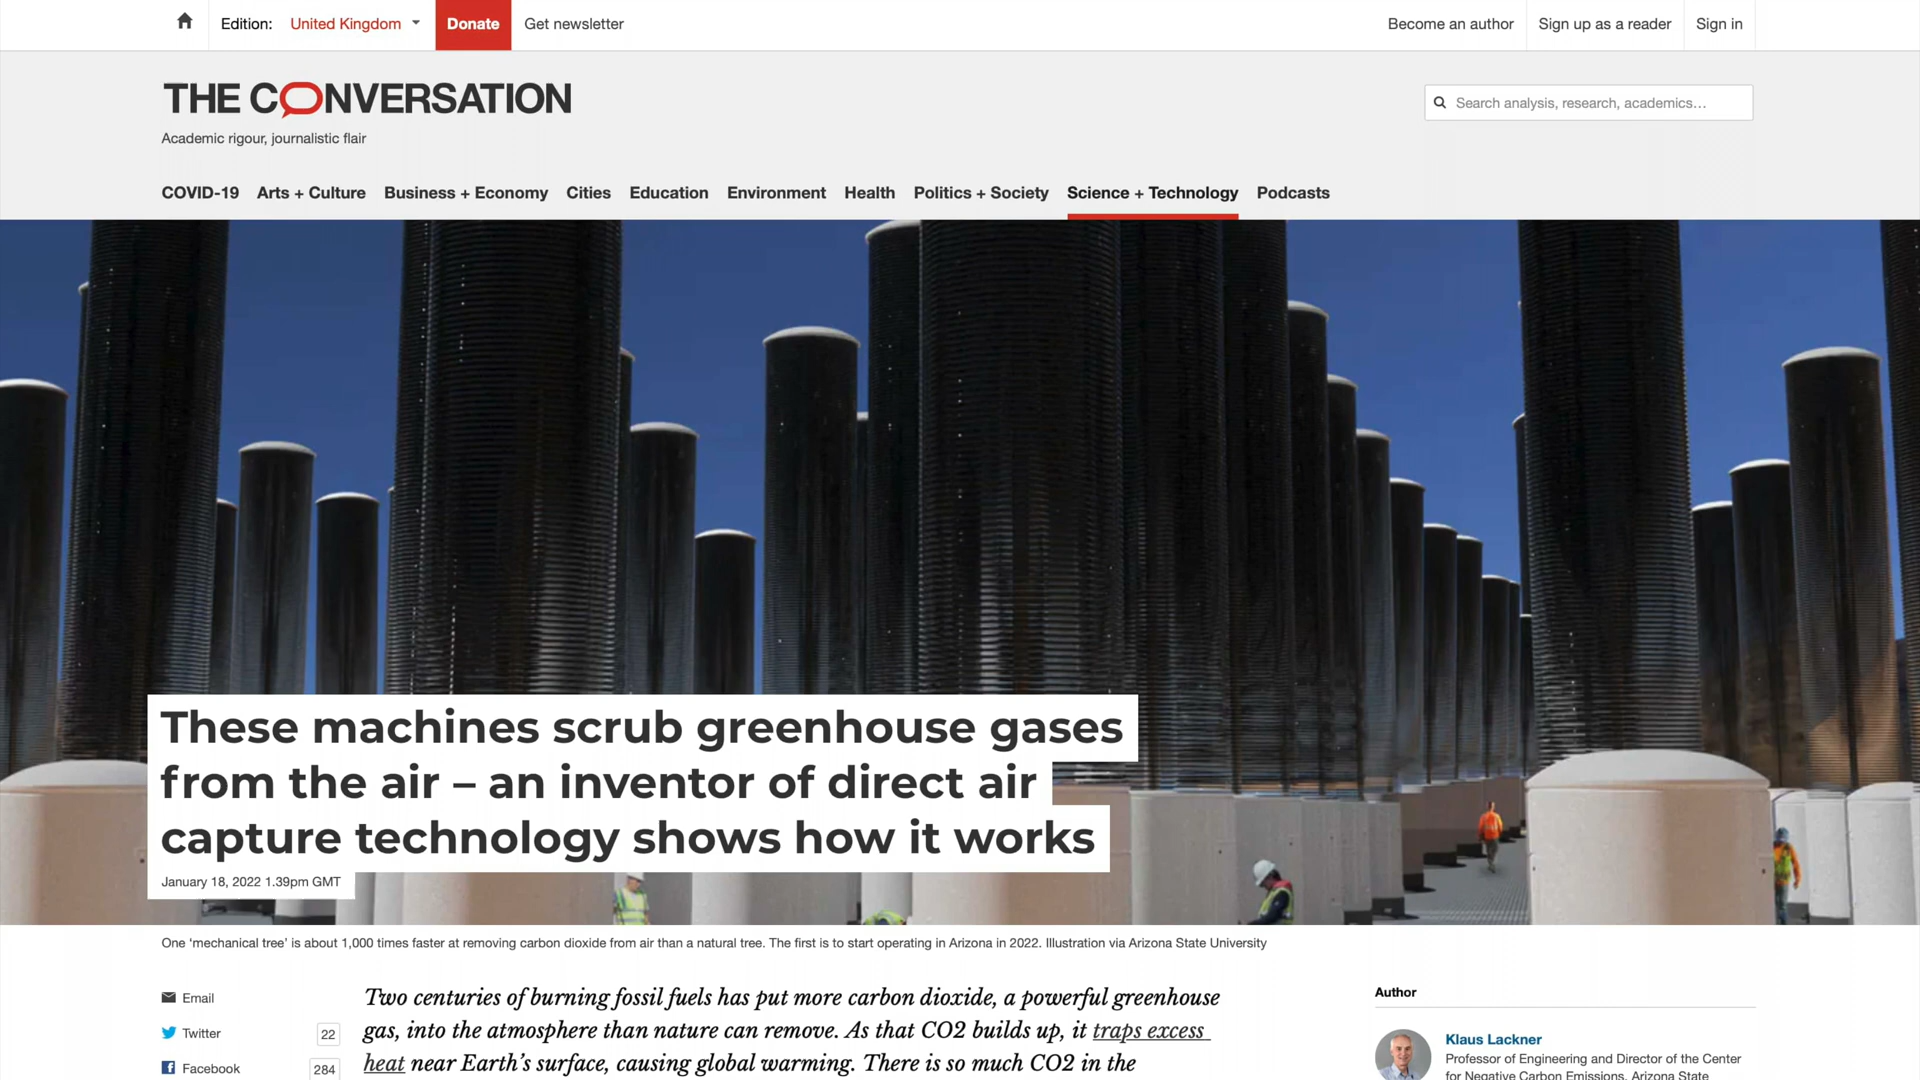 Edition: United Kingdom Donate Get newsletter Become an author Sign up as a reader Sign in
THE CONVERSATION
Academic rigour, journalistic flair
Search analysis, research, academics...
COVID-19 Arts + Culture Business + Economy Cities Education Environment Health Politics + Society Science + Technology Podcasts
These machines scrub greenhouse gases
from the air – an inventor of direct air
capture technology shows how it works
January 18, 2022 1.39pm GMT
One ‘mechanical tree’ is about 1,000 times faster at removing carbon dioxide from air than a natural tree. The first is to start operating in Arizona in 2022. Illustration via Arizona State University
Email
Twitter 22
Facebook 284
Two centuries of burning fossil fuels has put more carbon dioxide, a powerful greenhouse
gas, into the atmosphere than nature can remove. As that CO2 builds up, it traps excess
heat near Earth’s surface, causing global warming. There is so much CO2 in the
Author
Klaus Lackner
Professor of Engineering and Director of the Center
for Negative Carbon Emissions, Arizona State